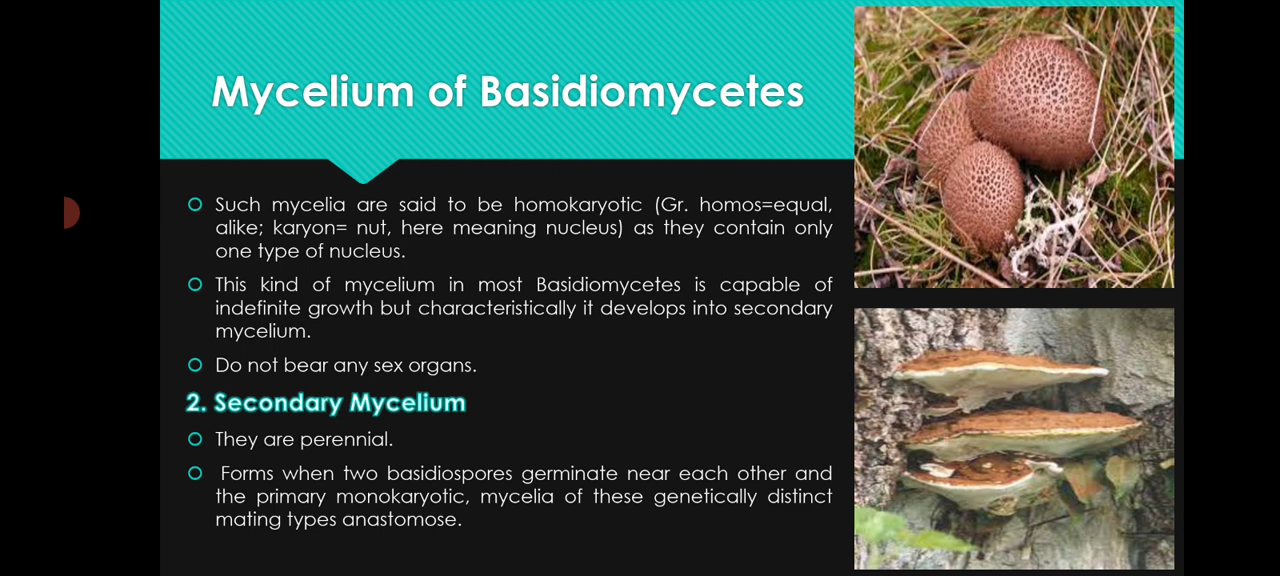 Mycelium of Basidiomycetes
Such mycelia are said to be homokaryotic (Gr. homos=equal,
alike; karyon= nut, here meaning nucleus) as they contain only
one type of nucleus.
This kind of mycelium in most Basidiomycetes is capable of
indefinite growth but characteristically it develops into secondary
mycelium.
Do not bear any sex organs.
2. Secondary Mycelium
They are perennial.
Forms when two basidiospores germinate near each other and
the primary monokaryotic, mycelia of these genetically distinct
mating types anastomose.